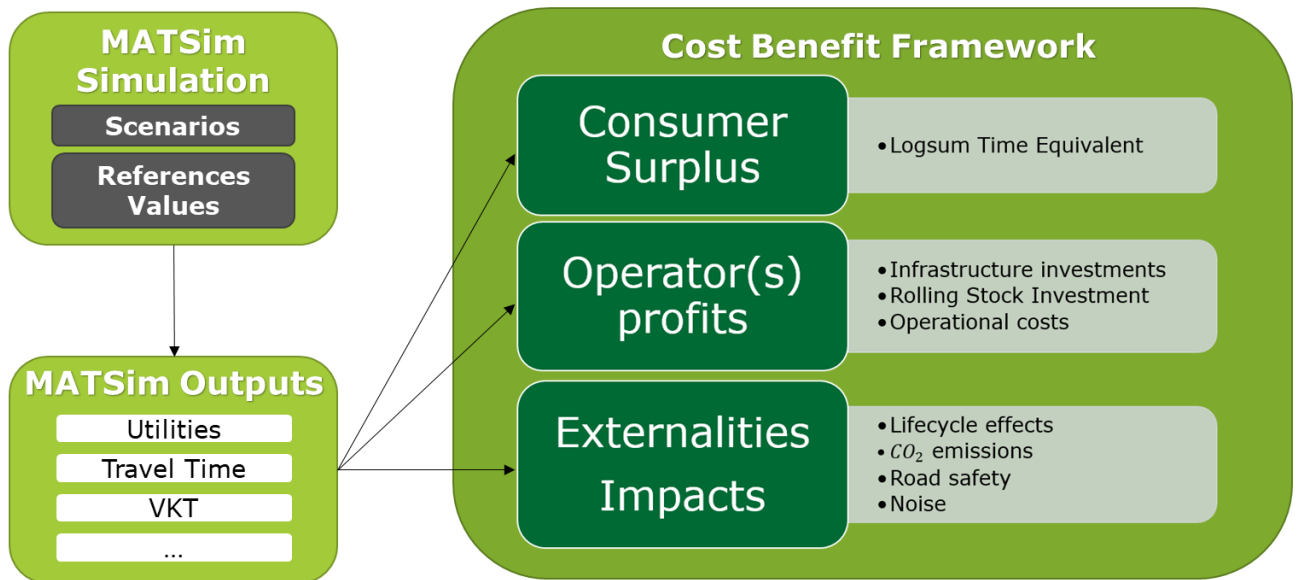 MATSim
Simulation
Scenarios
References
Values
MATSim Outputs
Utilities
Travel Time
VKT
...
Cost Benefit Framework
Consumer
Surplus
•Logsum Time Equivalent
Operator(s)
profits
•Infrastructure investments
•Rolling Stock Investment
•Operational costs
Externalities
Impacts
•Lifecycle effects
•CO₂ emissions
•Road safety
•Noise